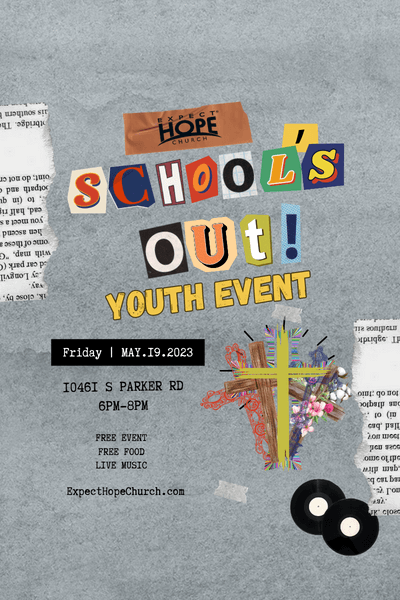 EXPECT
HOPE
CHURCH
SCHOOL'S
OUt!
YOUTH EVENT
Friday | MAY.19.2023
10461 S PARKER RD
6PM-8PM
FREE EVENT
FREE FOOD
LIVE MUSIC
ExpectHopeChurch.com